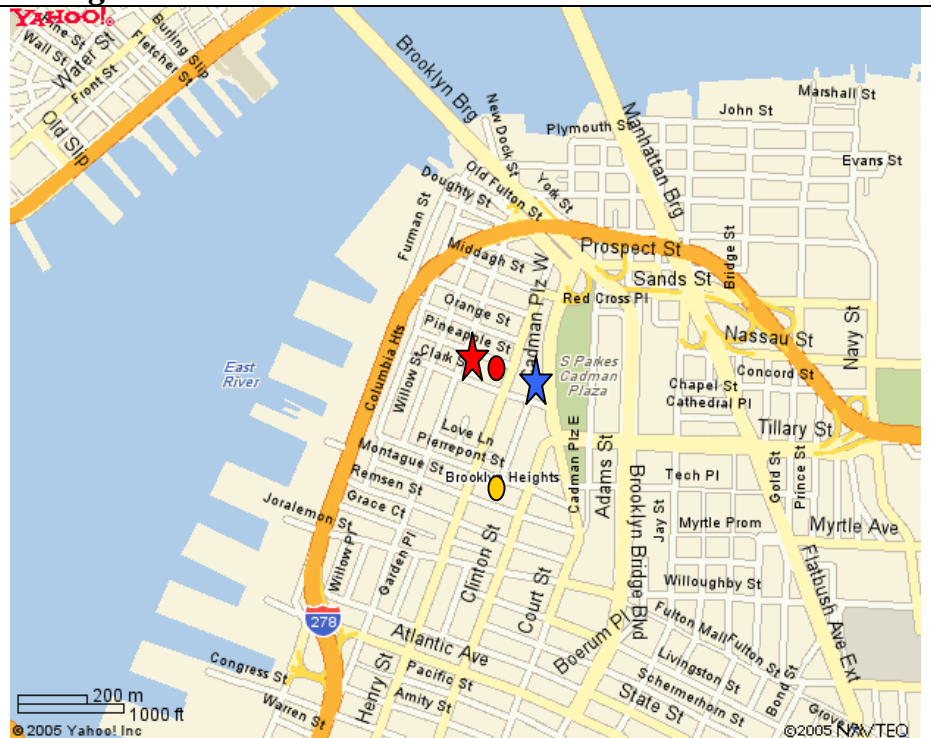 YAHOO!
Pine St
Wall St
Water St
Front St
Burling Slip
Fletcher St
Old Slip
Brooklyn Brg
New Dock St
Manhattan Brg
Plymouth St
John St
Marshall St
Evans St
Old Fulton St
York St
Doughty St
Furman St
Middagh St
Prospect St
Sands St
Bridge St
Red Cross Pl
Orange St
Pineapple St
Clark S
Cadman Plz W
Columbia Hts
Willow St
S Parkes
Cadman
Plaza
East
River
Nassau St
Navy St
Concord St
Chapel St
Cathedral Pl
Tillary St
Love Ln
Pierrepont St
Montague St
Brooklyn Heights
Remsen St
Grace Ct
Joralemon St
Cadman Plz E
Adams St
Tech Pl
Gold St
Prince St
Jay St
Myrtle Prom
Myrtle Ave
Willow Pl
Garden Pl
Clinton St
Court St
Brooklyn Bridge Blvd
Willoughby St
Flatbush Ave Ext
278
Atlantic Ave
Boerum Pl
Fulton Mall
Fulton St
Livingston St
Schermerhorn St
Bond St
State St
Grove
Congress St
Pacific St
Amity St
Warren St
Henry St
200 m
1000 ft
© 2005 Yahoo! Inc
©2005 NAVTEQ